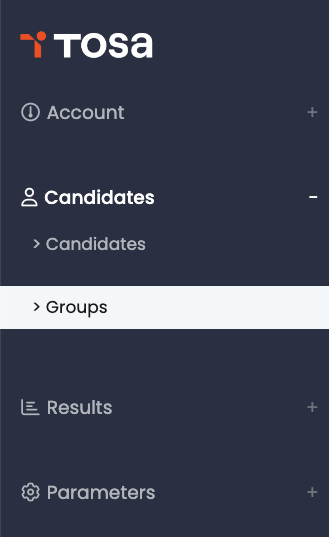 TOSA
Account +
Candidates -
> Candidates
> Groups
Results +
Parameters +